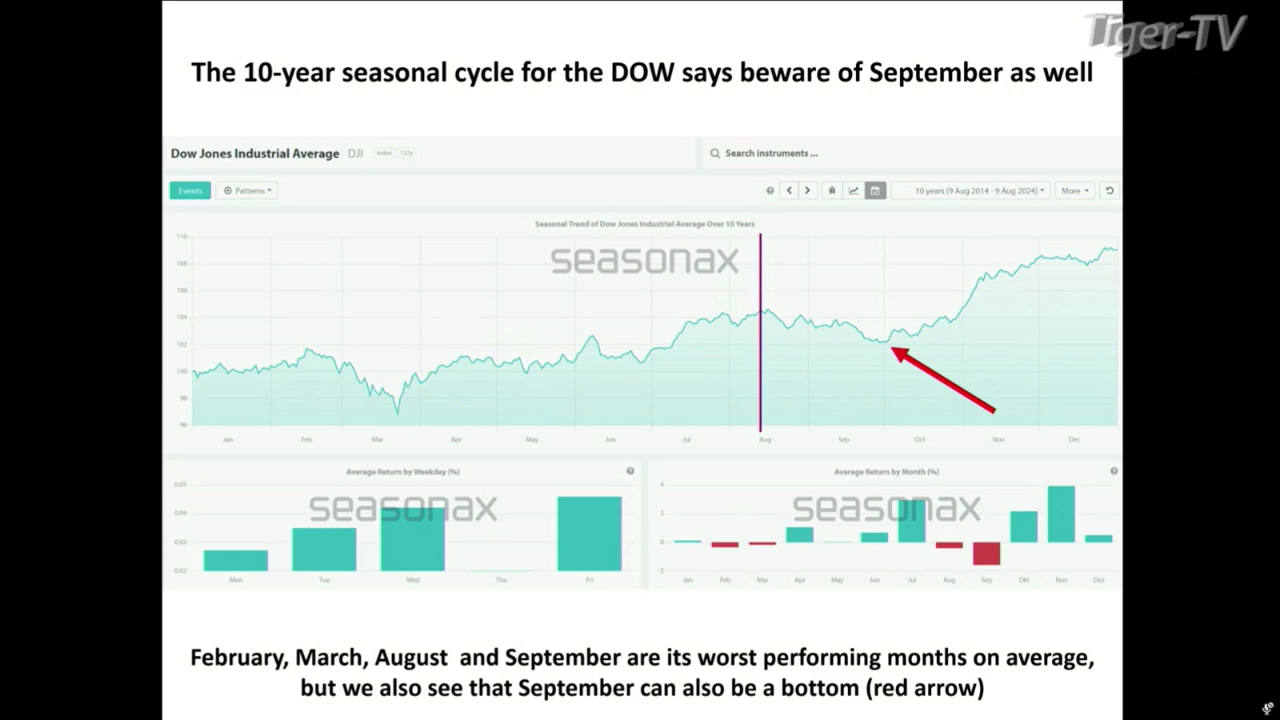 Tiger-TV
The 10-year seasonal cycle for the DOW says beware of September as well
Dow Jones Industrial Average DJI Index 127y
Search instruments ...
Events Patterns
10 years (9 Aug 2014 - 9 Aug 2024) More
Seasonal Trend of Dow Jones Industrial Average Over 10 Years
seasonax
110
108
106
104
102
100
98
96
Jan Feb Mar Apr May Jun Jul Aug Sep Oct Nov Dec
Average Return by Weekday (%)
seasonax
0.05
0.04
0.03
0.02
Mon Tue Wed Thu Fri
Average Return by Month (%)
seasonax
4
2
0
-2
Jan Feb Mar Apr May Jun Jul Aug Sep Okt Nov Dez
February, March, August and September are its worst performing months on average,
but we also see that September can also be a bottom (red arrow)